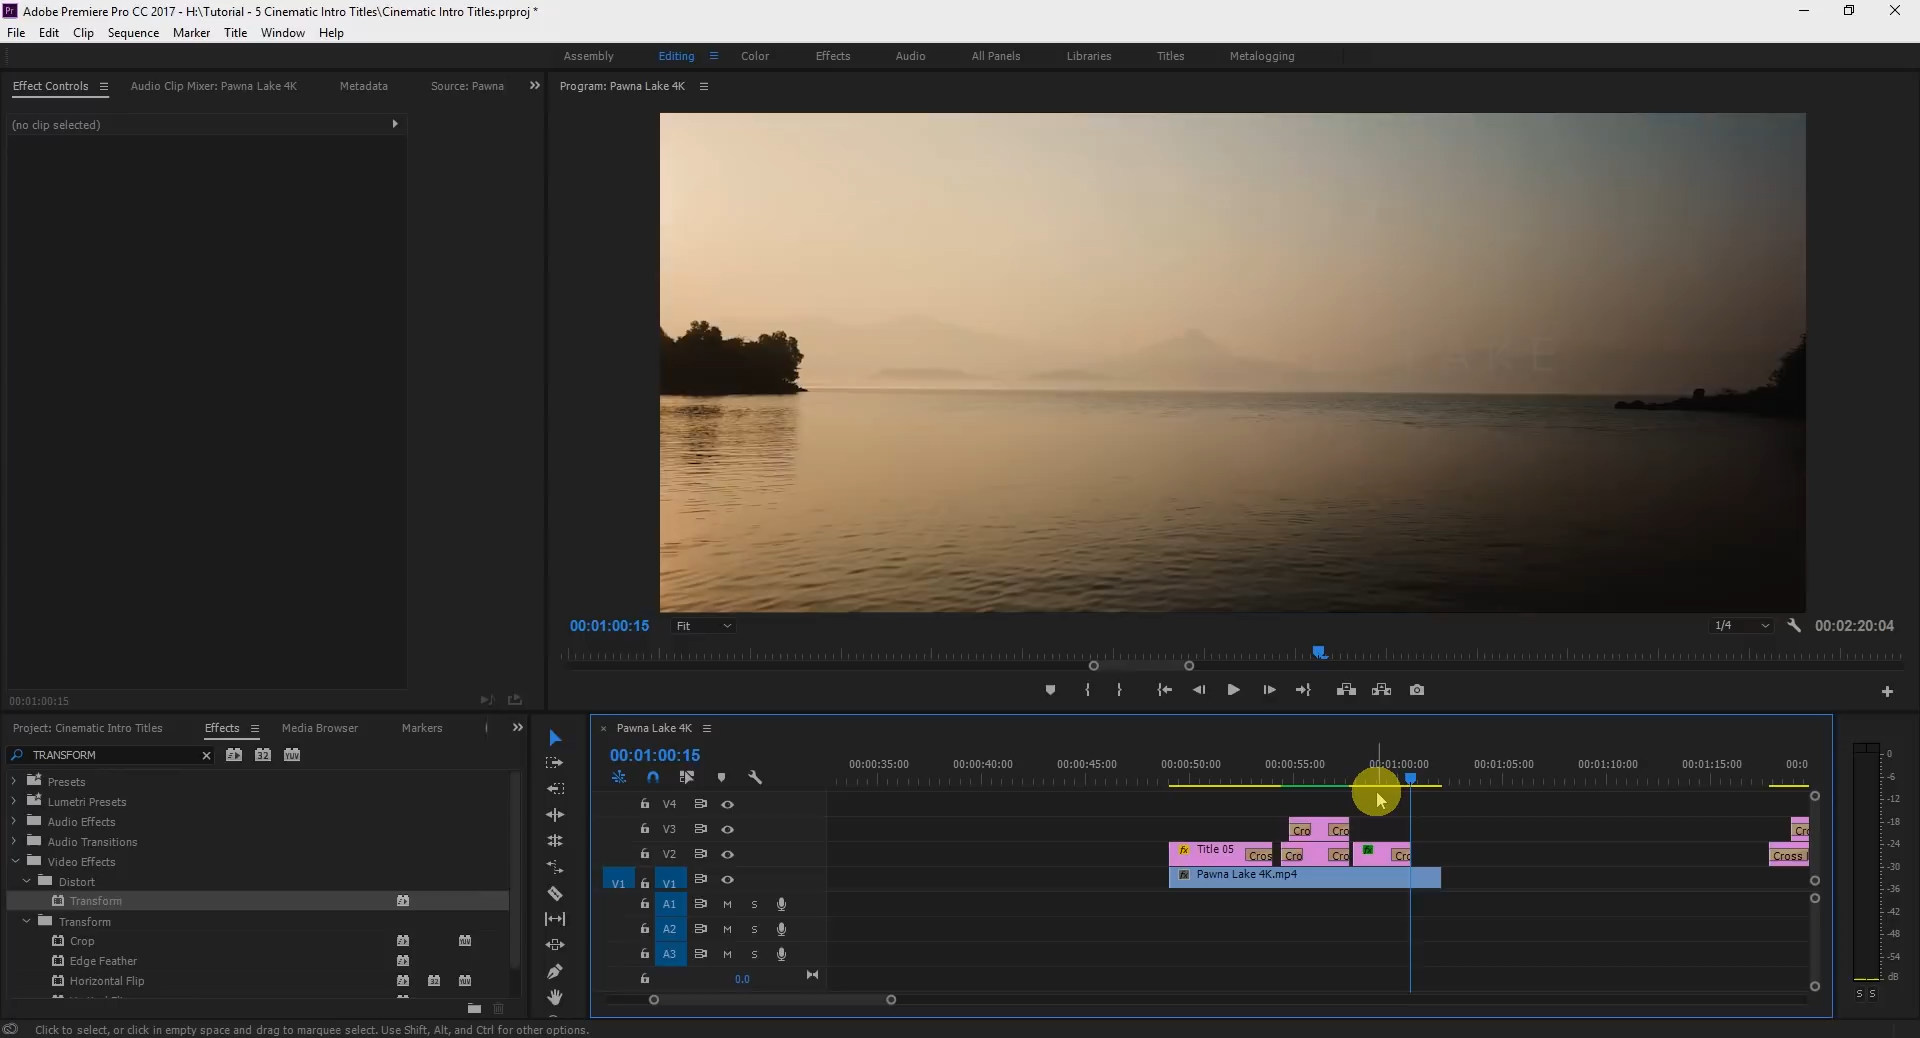 Pr Adobe Premiere Pro CC 2017 - H:\Tutorial - 5 Cinematic Intro Titles\Cinematic Intro Titles.prproj *
File Edit Clip Sequence Marker Title Window Help
Assembly Editing Color Effects Audio All Panels Libraries Titles Metalogging
Effect Controls Audio Clip Mixer: Pawna Lake 4K Metadata Source: Pawna
Program: Pawna Lake 4K
(no clip selected)
LAKE
00:01:00:15 Fit 1/4 00:02:20:04
00:01:00:15
Project: Cinematic Intro Titles Effects Media Browser Markers
TRANSFORM 32 YUV
Presets
Lumetri Presets
Audio Effects
Audio Transitions
Video Effects
Distort
Transform
Transform
Crop
Edge Feather
Horizontal Flip
Pawna Lake 4K
00:01:00:15
00:00:35:00 00:00:40:00 00:00:45:00 00:00:50:00 00:00:55:00 00:01:00:00 00:01:05:00 00:01:10:00 00:01:15:00 00:0
V4
V3 Cro Cro Cro
V2 fx Title 05 Cros Cro Cro fx Cro Cross
V1 V1 fx Pawna Lake 4K.mp4
A1 M S
A2 M S
A3 M S
0.0
0
-6
-12
-18
-24
-30
-36
-42
-48
-54
dB
S S
Click to select, or click in empty space and drag to marquee select. Use Shift, Alt, and Ctrl for other options.